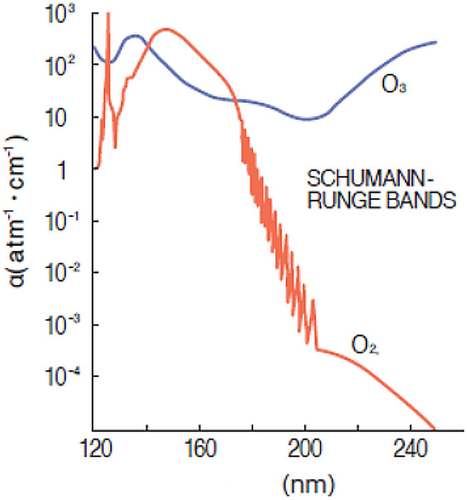 10³
10²
10
1
10⁻¹
10⁻²
10⁻³
10⁻⁴
α(atm⁻¹・cm⁻¹)
O₃
SCHUMANN-
RUNGE BANDS
O₂,
120 160 200 240
(nm)